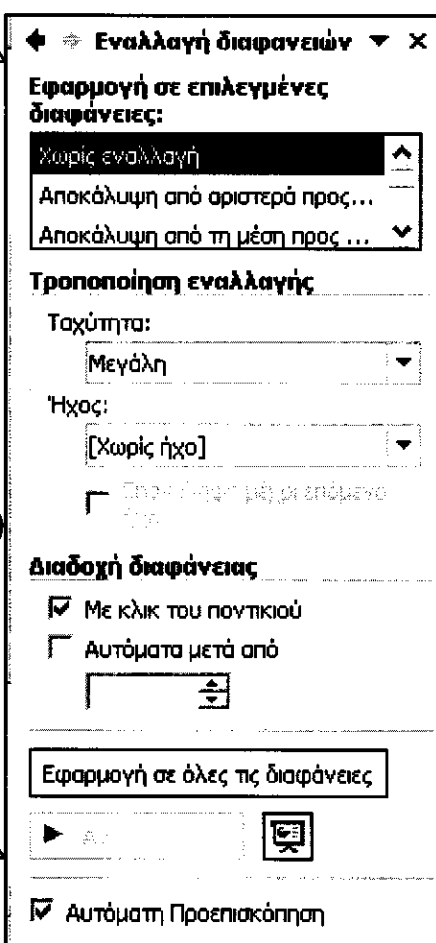 Εναλλαγή διαφανειών
Εφαρμογή σε επιλεγμένες
διαφάνειες:
Χωρίς εναλλαγή
Αποκάλυψη από αριστερά προς...
Αποκάλυψη από τη μέση προς ...
Τροποποίηση εναλλαγής
Ταχύτητα:
Μεγάλη
Ήχος:
[Χωρίς ήχο]
μέχρι επόμενο
Διαδοχή διαφάνειας
Με κλικ του ποντικιού
Αυτόματα μετά από
Εφαρμογή σε όλες τις διαφάνειες
Αυτόματη Προεπισκόπηση